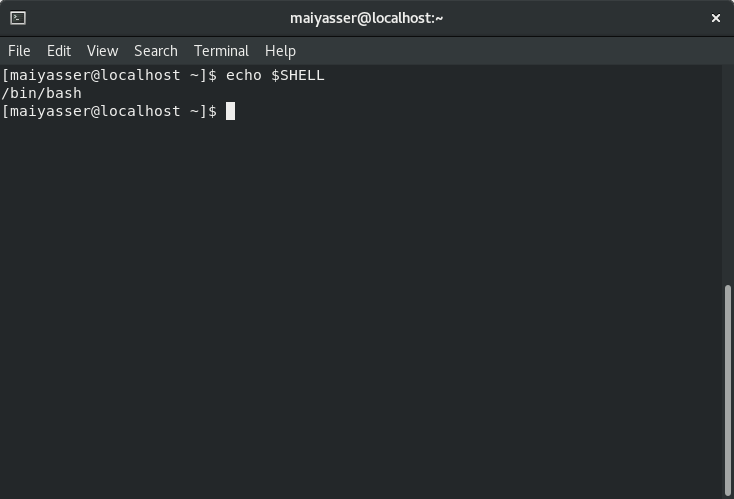 maiyasser@localhost:~
File Edit View Search Terminal Help
[maiyasser@localhost ~]$ echo $SHELL
/bin/bash
[maiyasser@localhost ~]$